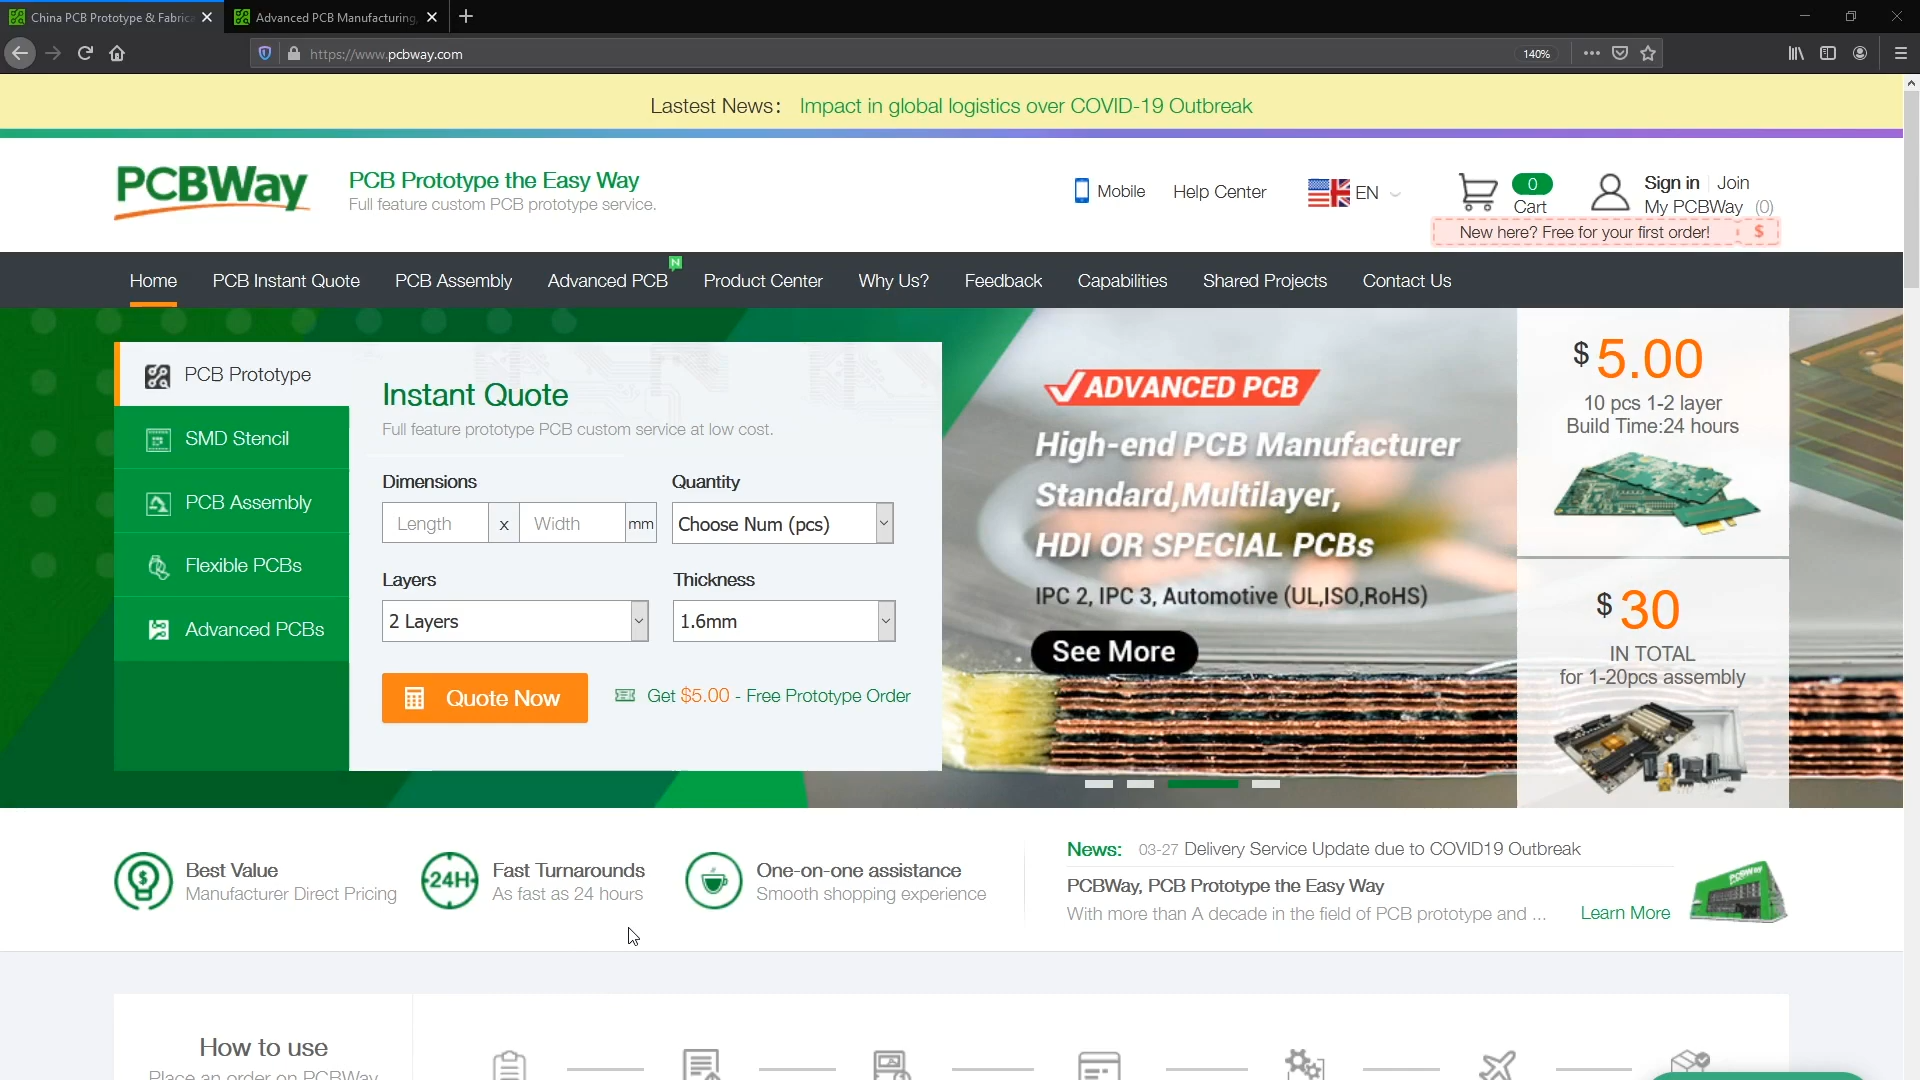 China PCB Prototype & Fabrica
Advanced PCB Manufacturing,
https://www.pcbway.com
140%
Lastest News: Impact in global logistics over COVID-19 Outbreak
PCBWay
PCB Prototype the Easy Way
Full feature custom PCB prototype service.
Mobile
Help Center
EN
0
Cart
Sign in
Join
My PCBWay (0)
New here? Free for your first order! $
Home
PCB Instant Quote
PCB Assembly
Advanced PCB
N
Product Center
Why Us?
Feedback
Capabilities
Shared Projects
Contact Us
PCB Prototype
SMD Stencil
PCB Assembly
Flexible PCBs
Advanced PCBs
Instant Quote
Full feature prototype PCB custom service at low cost.
Dimensions
Quantity
Length x Width mm
Choose Num (pcs)
Layers
Thickness
2 Layers
1.6mm
Quote Now
Get $5.00 - Free Prototype Order
ADVANCED PCB
High-end PCB Manufacturer
Standard,Multilayer,
HDI OR SPECIAL PCBs
IPC 2, IPC 3, Automotive (UL,ISO,RoHS)
See More
$ 5.00
10 pcs 1-2 layer
Build Time:24 hours
$ 30
IN TOTAL
for 1-20pcs assembly
$
Best Value
Manufacturer Direct Pricing
24H
Fast Turnarounds
As fast as 24 hours
One-on-one assistance
Smooth shopping experience
News: 03-27 Delivery Service Update due to COVID19 Outbreak
PCBWay, PCB Prototype the Easy Way
With more than A decade in the field of PCB prototype and ...
Learn More
PCBWay
How to use
Place an order on PCBWay